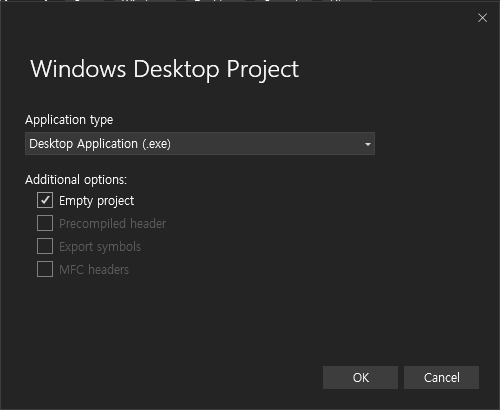 Windows Desktop Project
Application type
Desktop Application (.exe)
Additional options:
Empty project
Precompiled header
Export symbols
MFC headers
OK Cancel